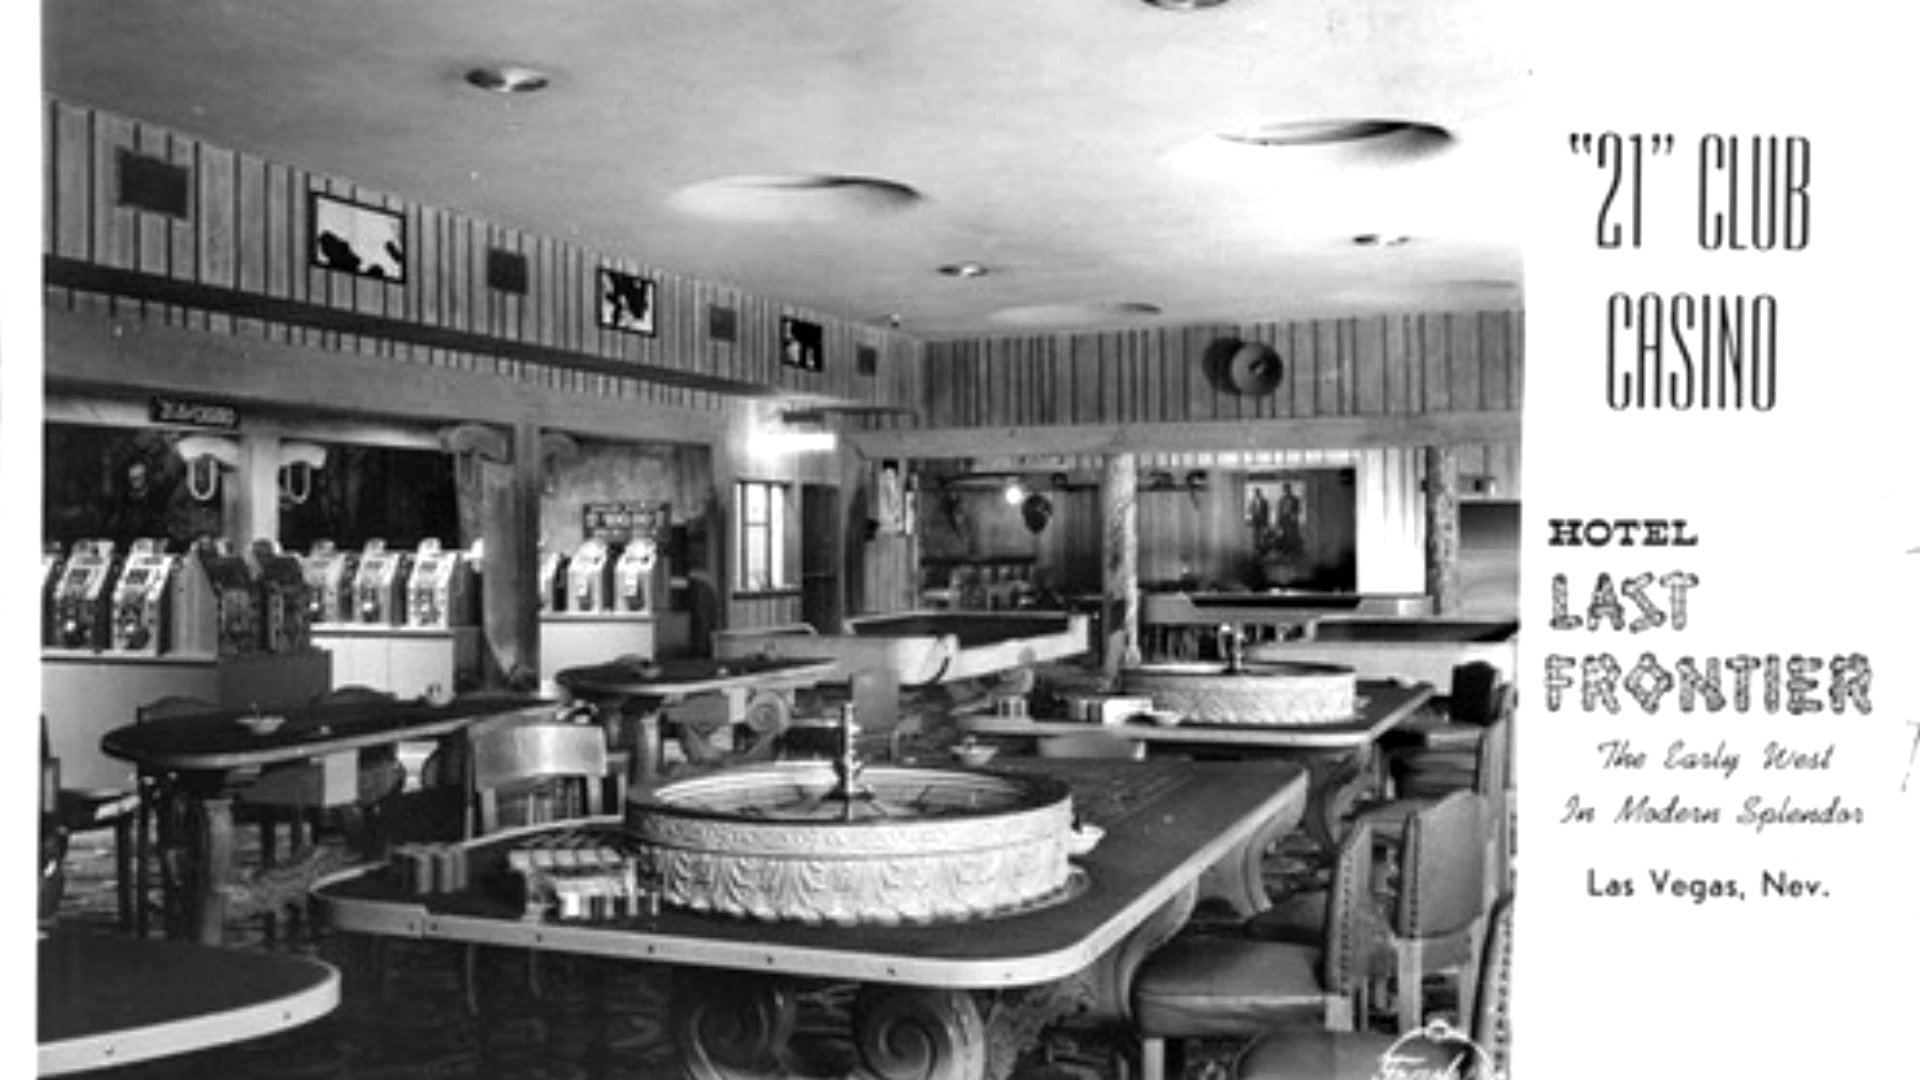 "21" CLUB
CASINO
HOTEL
LAST
FRONTIER
The Early West
In Modern Splendor
Las Vegas, Nev.